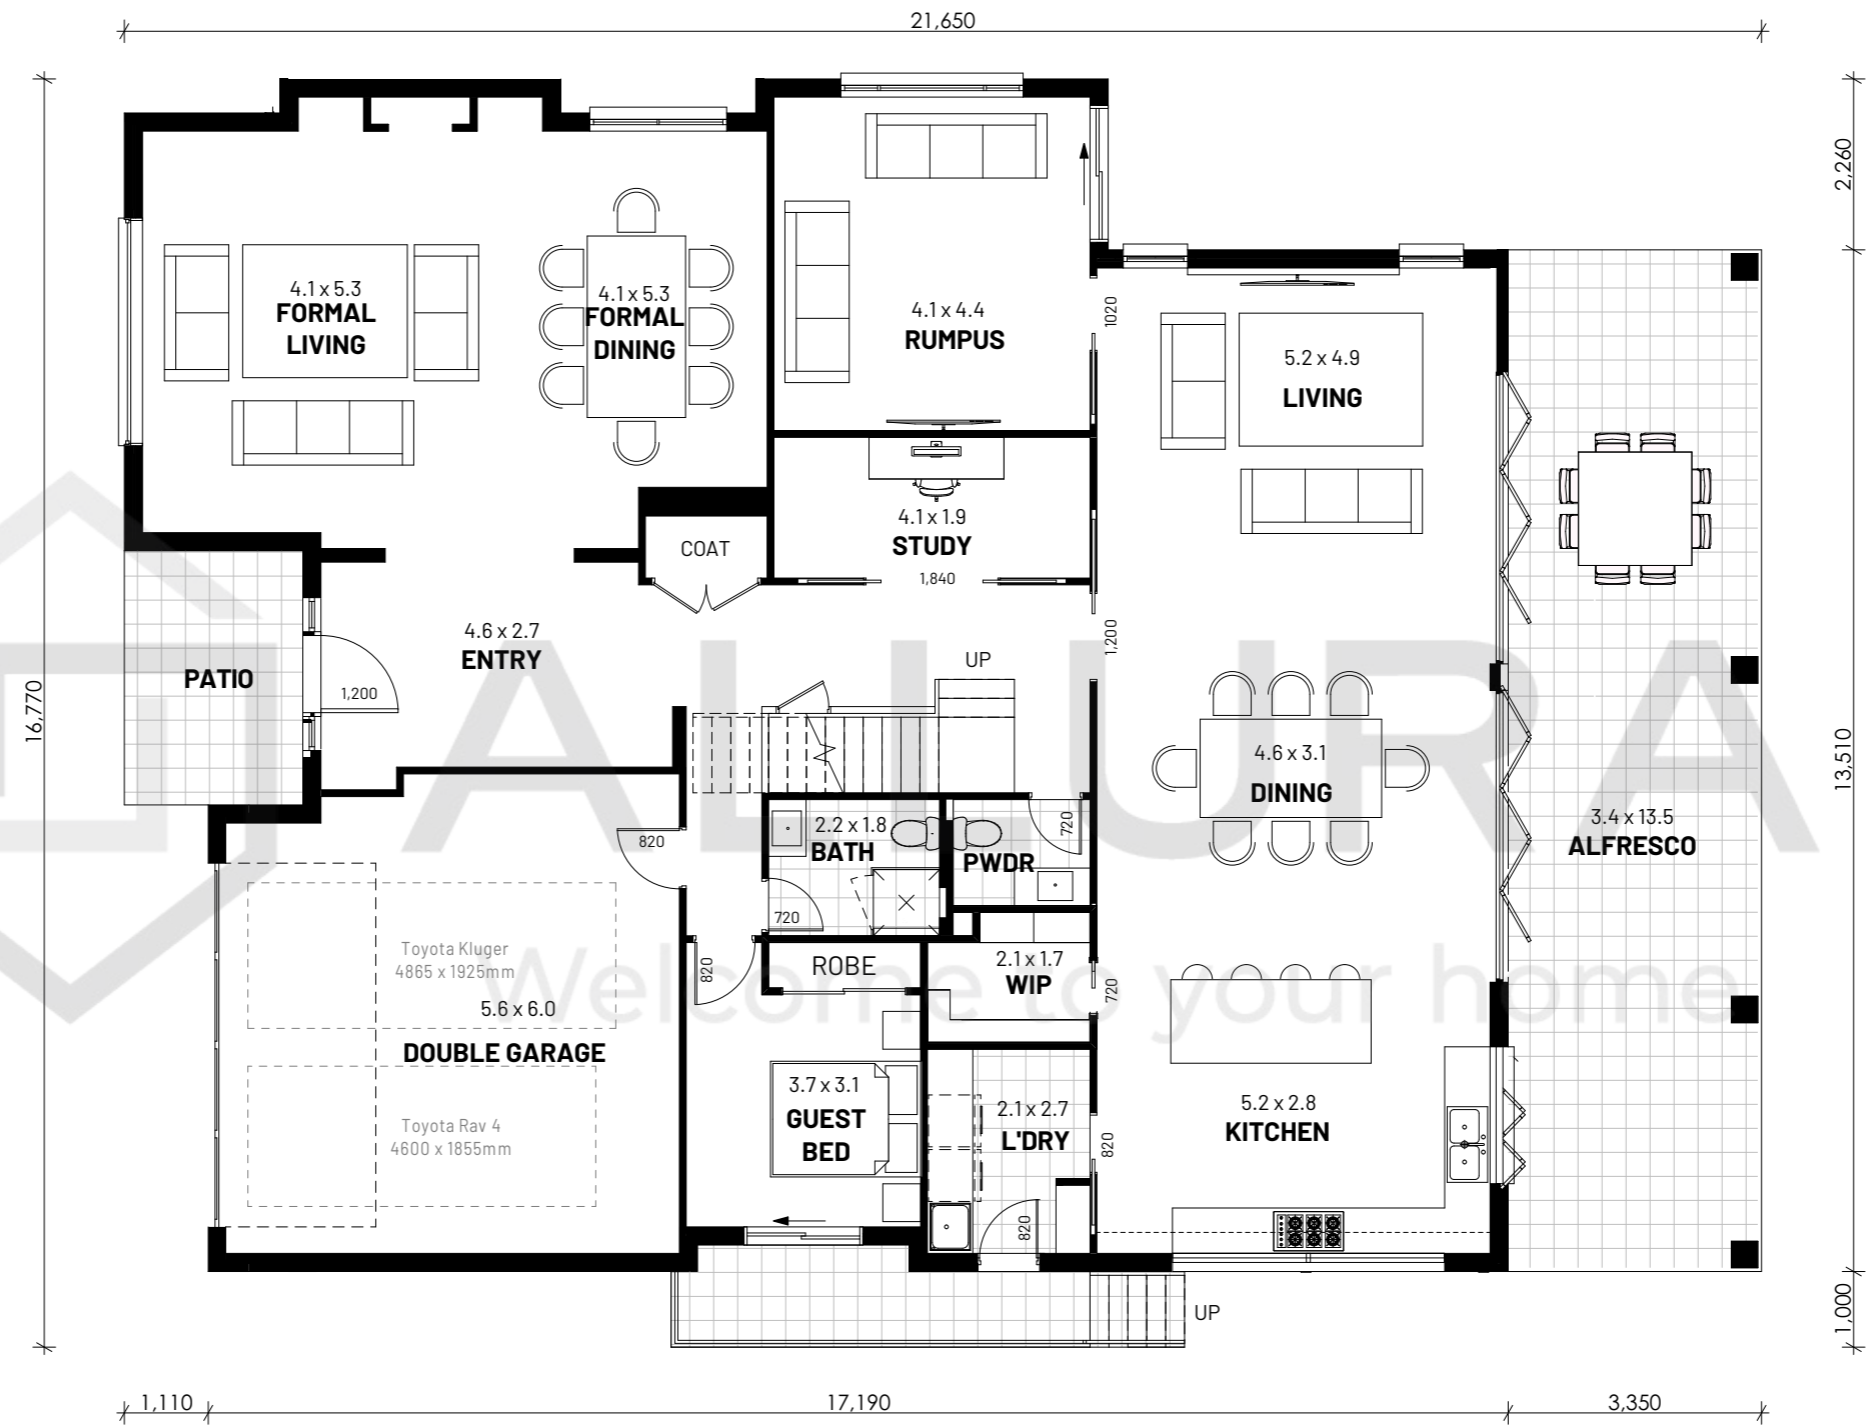 21,650
2,260
4.1 x 5.3
FORMAL
LIVING
4.1 x 5.3
FORMAL
DINING
4.1 x 4.4
RUMPUS
1020
5.2 x 4.9
LIVING
COAT
4.1 x 1.9
STUDY
1,840
4.6 x 2.7
ENTRY
UP
1,200
PATIO
1,200
16,770
ALLURA
Welcome to your home
4.6 x 3.1
DINING
13,510
3.4 x 13.5
ALFRESCO
820
2.2 x 1.8
BATH
720
PWDR
720
Toyota Kluger
4865 x 1925mm
5.6 x 6.0
DOUBLE GARAGE
Toyota Rav 4
4600 x 1855mm
820
ROBE
2.1 x 1.7
WIP
720
3.7 x 3.1
GUEST
BED
2.1 x 2.7
L'DRY
820
820
5.2 x 2.8
KITCHEN
UP
1,000
1,110
17,190
3,350